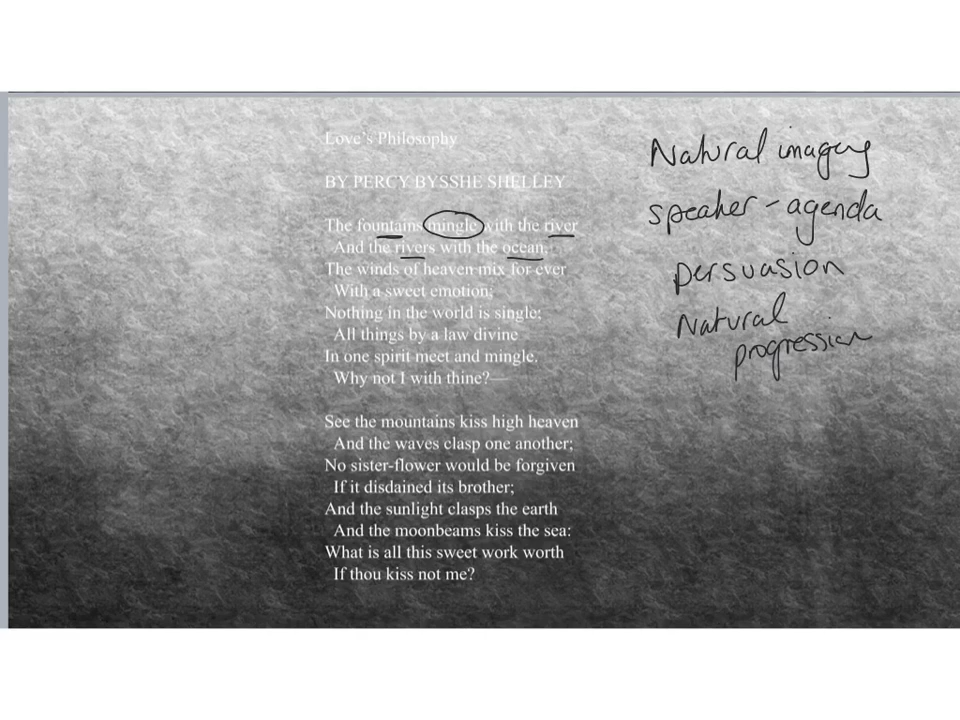 Love's Philosophy
BY PERCY BYSSHE SHELLEY
The fountains mingle with the river
And the rivers with the ocean,
The winds of heaven mix for ever
With a sweet emotion;
Nothing in the world is single;
All things by a law divine
In one spirit meet and mingle.
Why not I with thine?—
See the mountains kiss high heaven
And the waves clasp one another;
No sister-flower would be forgiven
If it disdained its brother;
And the sunlight clasps the earth
And the moonbeams kiss the sea:
What is all this sweet work worth
If thou kiss not me?
Natural imagery
speaker - agenda
persuasion
Natural
progression